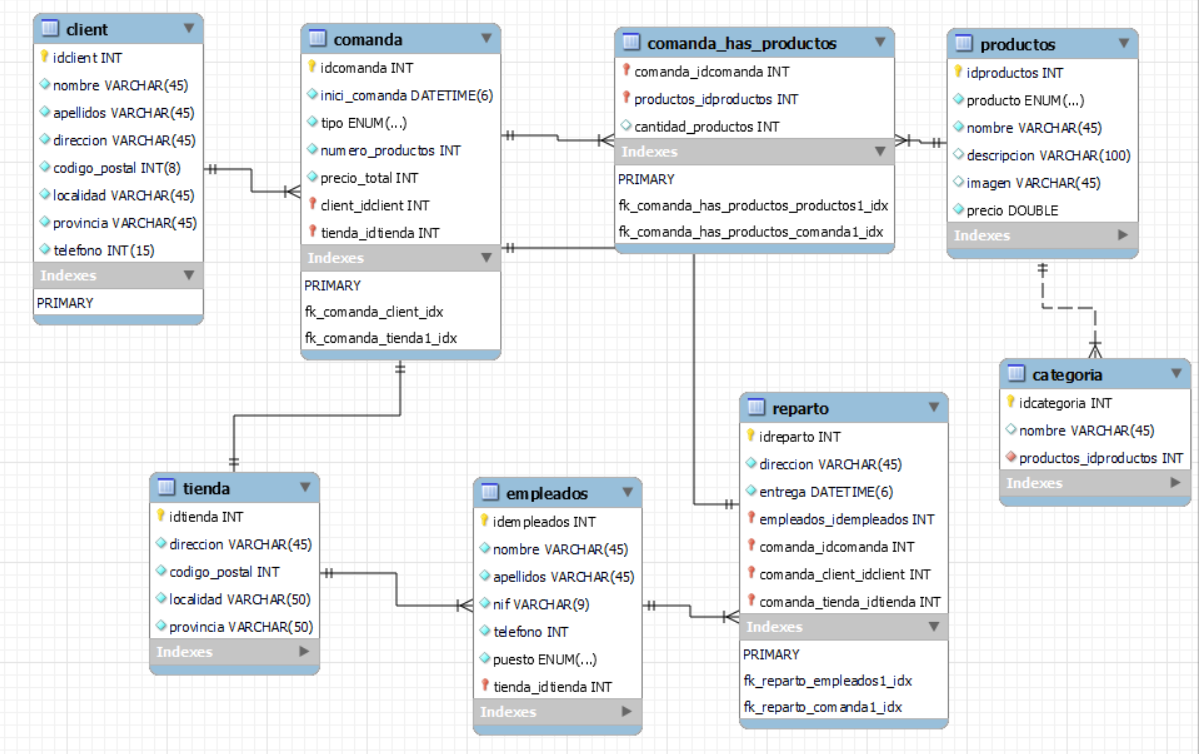 client
idclient INT
nombre VARCHAR(45)
apellidos VARCHAR(45)
direccion VARCHAR(45)
codigo_postal INT(8)
localidad VARCHAR(45)
provincia VARCHAR(45)
telefono INT(15)
Indexes
PRIMARY
comanda
idcomanda INT
inici_comanda DATETIME(6)
tipo ENUM(...)
numero_productos INT
precio_total INT
client_idclient INT
tienda_idtienda INT
Indexes
PRIMARY
fk_comanda_client_idx
fk_comanda_tienda1_idx
comanda_has_productos
comanda_idcomanda INT
productos_idproductos INT
cantidad_productos INT
Indexes
PRIMARY
fk_comanda_has_productos_productos1_idx
fk_comanda_has_productos_comanda1_idx
productos
idproductos INT
producto ENUM(...)
nombre VARCHAR(45)
descripcion VARCHAR(100)
imagen VARCHAR(45)
precio DOUBLE
Indexes
categoria
idcategoria INT
nombre VARCHAR(45)
productos_idproductos INT
Indexes
tienda
idtienda INT
direccion VARCHAR(45)
codigo_postal INT
localidad VARCHAR(50)
provincia VARCHAR(50)
Indexes
empleados
idempleados INT
nombre VARCHAR(45)
apellidos VARCHAR(45)
nif VARCHAR(9)
telefono INT
puesto ENUM(...)
tienda_idtienda INT
Indexes
reparto
idreparto INT
direccion VARCHAR(45)
entrega DATETIME(6)
empleados_idempleados INT
comanda_idcomanda INT
comanda_client_idclient INT
comanda_tienda_idtienda INT
Indexes
PRIMARY
fk_reparto_empleados1_idx
fk_reparto_comanda1_idx